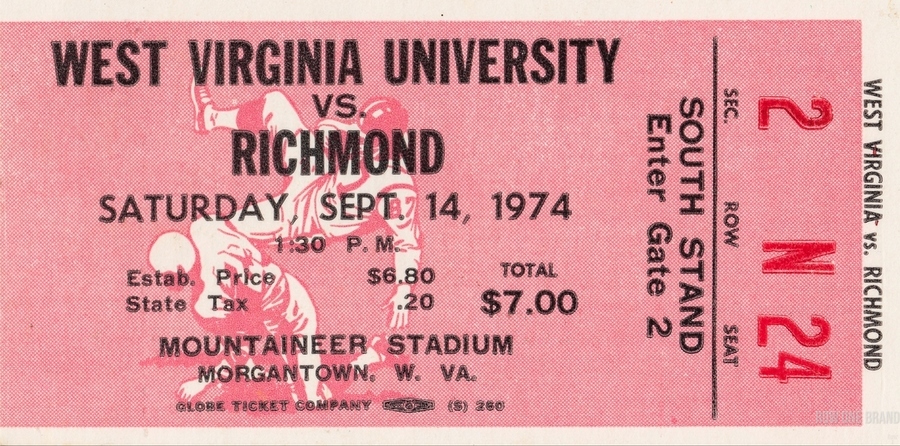 WEST VIRGINIA UNIVERSITY
VS.
RICHMOND
SATURDAY, SEPT. 14, 1974
1:30 P.M.
Estab. Price $6.80
State Tax .20
TOTAL
$7.00
MOUNTAINEER STADIUM
MORGANTOWN, W. VA.
GLOBE TICKET COMPANY (S) 260
SOUTH STAND
Enter Gate 2
SEC. ROW SEAT
2 N 24
WEST VIRGINIA vs. RICHMOND